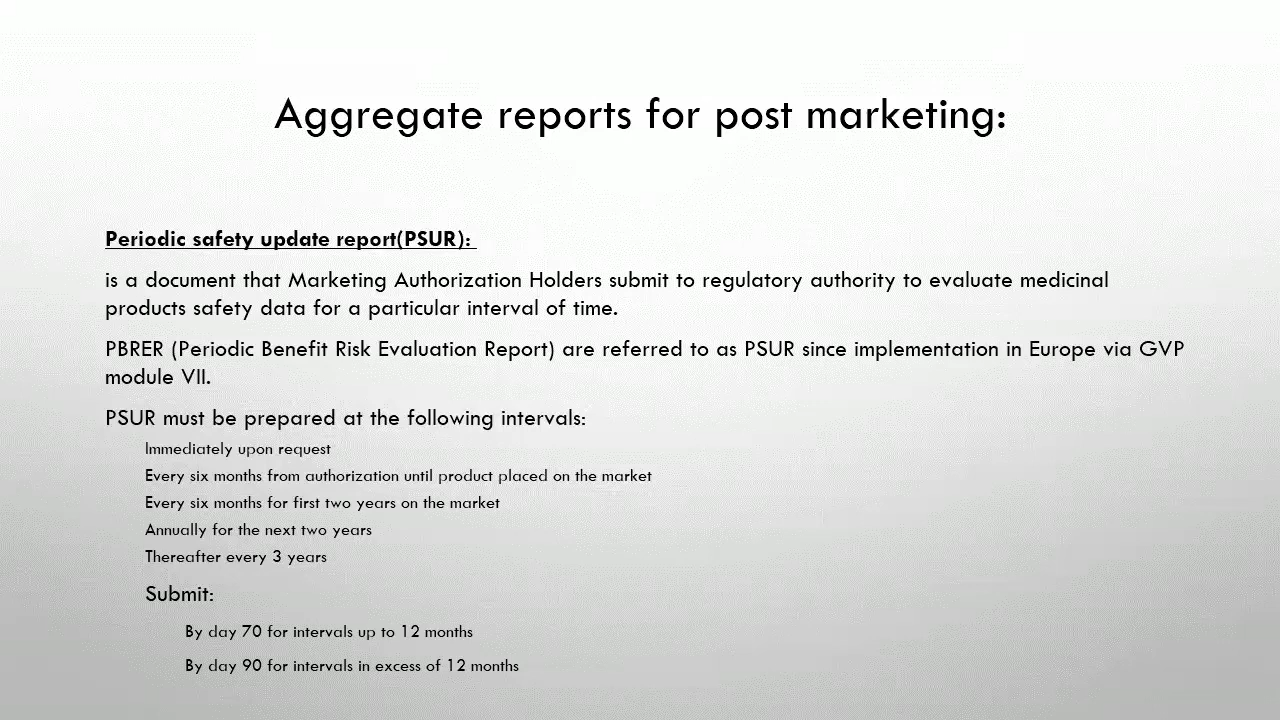 Aggregate reports for post marketing:
Periodic safety update report(PSUR):
is a document that Marketing Authorization Holders submit to regulatory authority to evaluate medicinal
products safety data for a particular interval of time.
PBRER (Periodic Benefit Risk Evaluation Report) are referred to as PSUR since implementation in Europe via GVP
module VII.
PSUR must be prepared at the following intervals:
Immediately upon request
Every six months from authorization until product placed on the market
Every six months for first two years on the market
Annually for the next two years
Thereafter every 3 years
Submit:
By day 70 for intervals up to 12 months
By day 90 for intervals in excess of 12 months